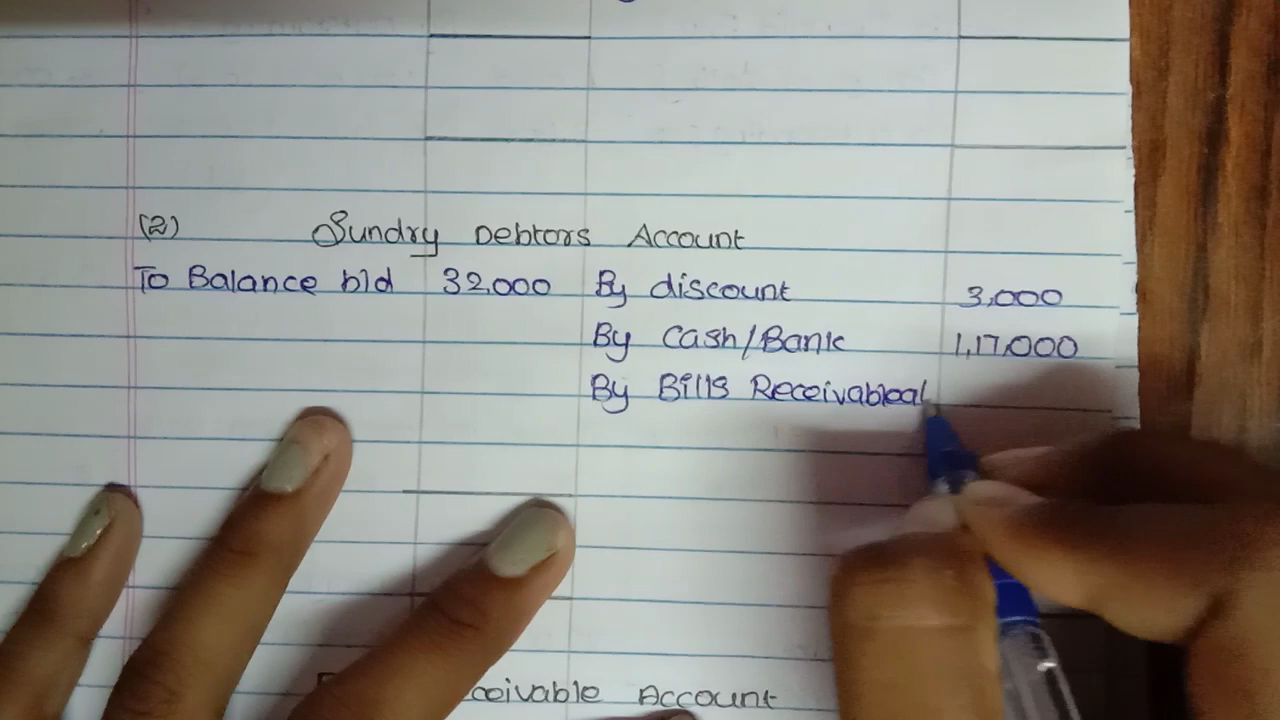 (2) Sundry Debtors Account
To Balance b/d 32,000 By discount 3,000
By Cash/Bank 1,17,000
By Bills Receivable a/
ceivable Account